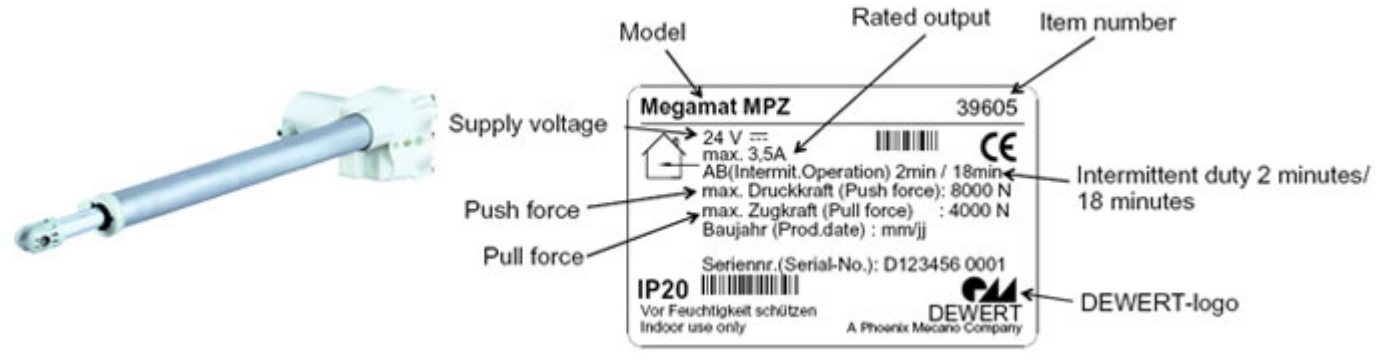 Rated output
Item number
Model
Megamat MPZ 39605
Supply voltage
24 V
max. 3,5A
CE
AB(Intermit.Operation) 2min / 18min
Intermittent duty 2 minutes/
18 minutes
max. Druckkraft (Push force): 8000 N
Push force
max. Zugkraft (Pull force) : 4000 N
Baujahr (Prod.date) : mm/jj
Pull force
Seriennr.(Serial-No.): D123456 0001
IP20
Vor Feuchtigkeit schützen
Indoor use only
DEWERT
A Phoenix Mecano Company
DEWERT-logo